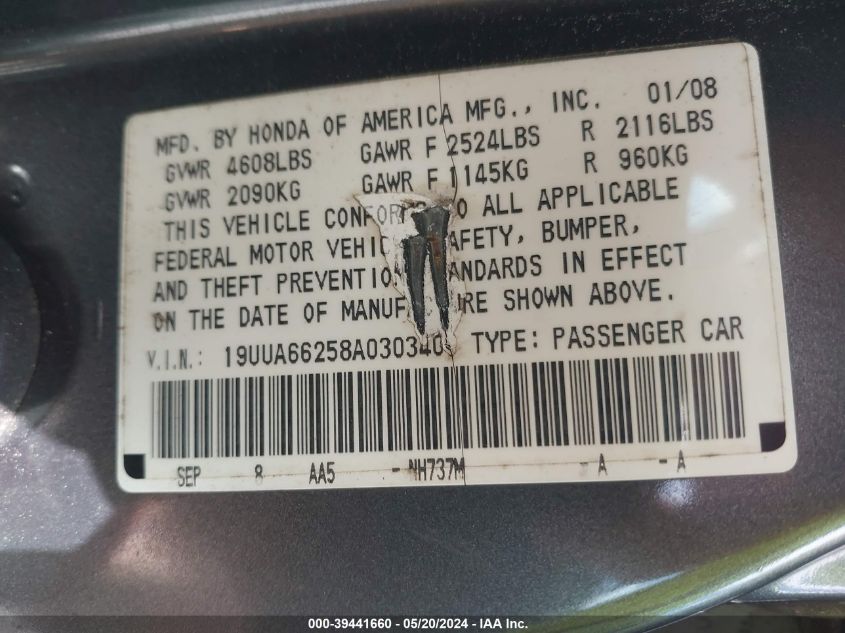 MFD. BY HONDA OF AMERICA MFG., INC. 01/08
GVWR 4608LBS GAWR F 2524LBS R 2116LBS
GVWR 2090KG GAWR F 1145KG R 960KG
THIS VEHICLE CONFOR O ALL APPLICABLE
FEDERAL MOTOR VEHIC AFETY, BUMPER,
AND THEFT PREVENTIO ANDARDS IN EFFECT
ON THE DATE OF MANUF URE SHOWN ABOVE.
V.I.N.: 19UUA66258A030340 TYPE: PASSENGER CAR
SEP 8 AA5 - NH737M - A - A
000-39441660 / 05/20/2024 - IAA Inc.